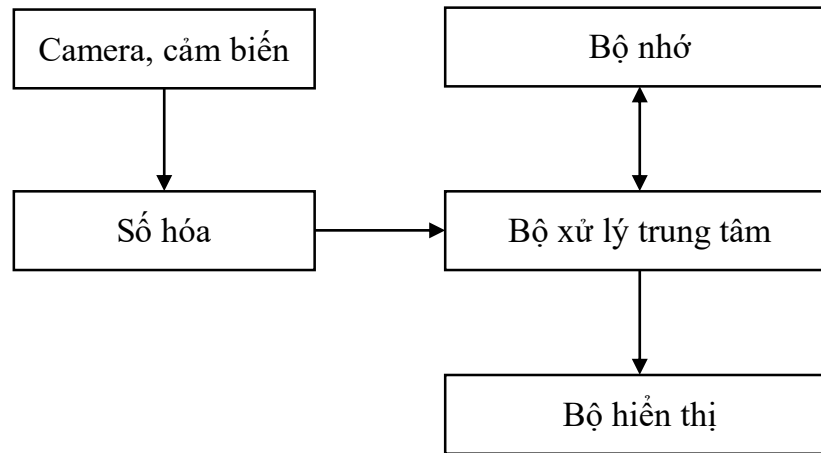 Camera, cảm biến
Bộ nhớ
Số hóa
Bộ xử lý trung tâm
Bộ hiển thị